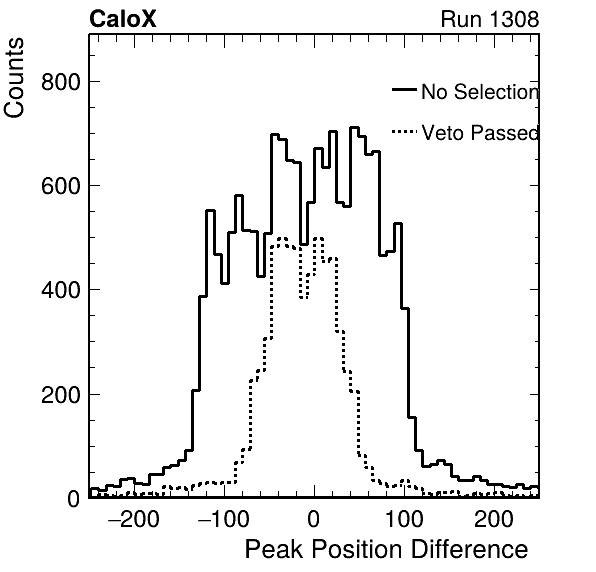 CaloX Run 1308
Counts
800
600
400
200
0
No Selection
Veto Passed
−200 −100 0 100 200
Peak Position Difference